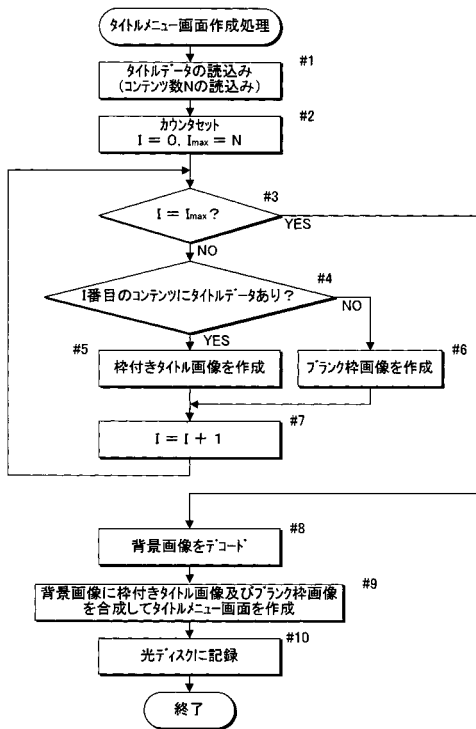 タイトルメニュー画面作成処理
#1
タイトルデータの読込み
(コンテンツ数Nの読込み)
#2
カウンタセット
I = 0, Imax = N
#3
I = Imax ?
YES
NO
#4
I番目のコンテンツにタイトルデータあり?
NO
YES
#5
枠付きタイトル画像を作成
#6
ブランク枠画像を作成
#7
I = I + 1
#8
背景画像をデコード
#9
背景画像に枠付きタイトル画像及びブランク枠画像
を合成してタイトルメニュー画面を作成
#10
光ディスクに記録
終了